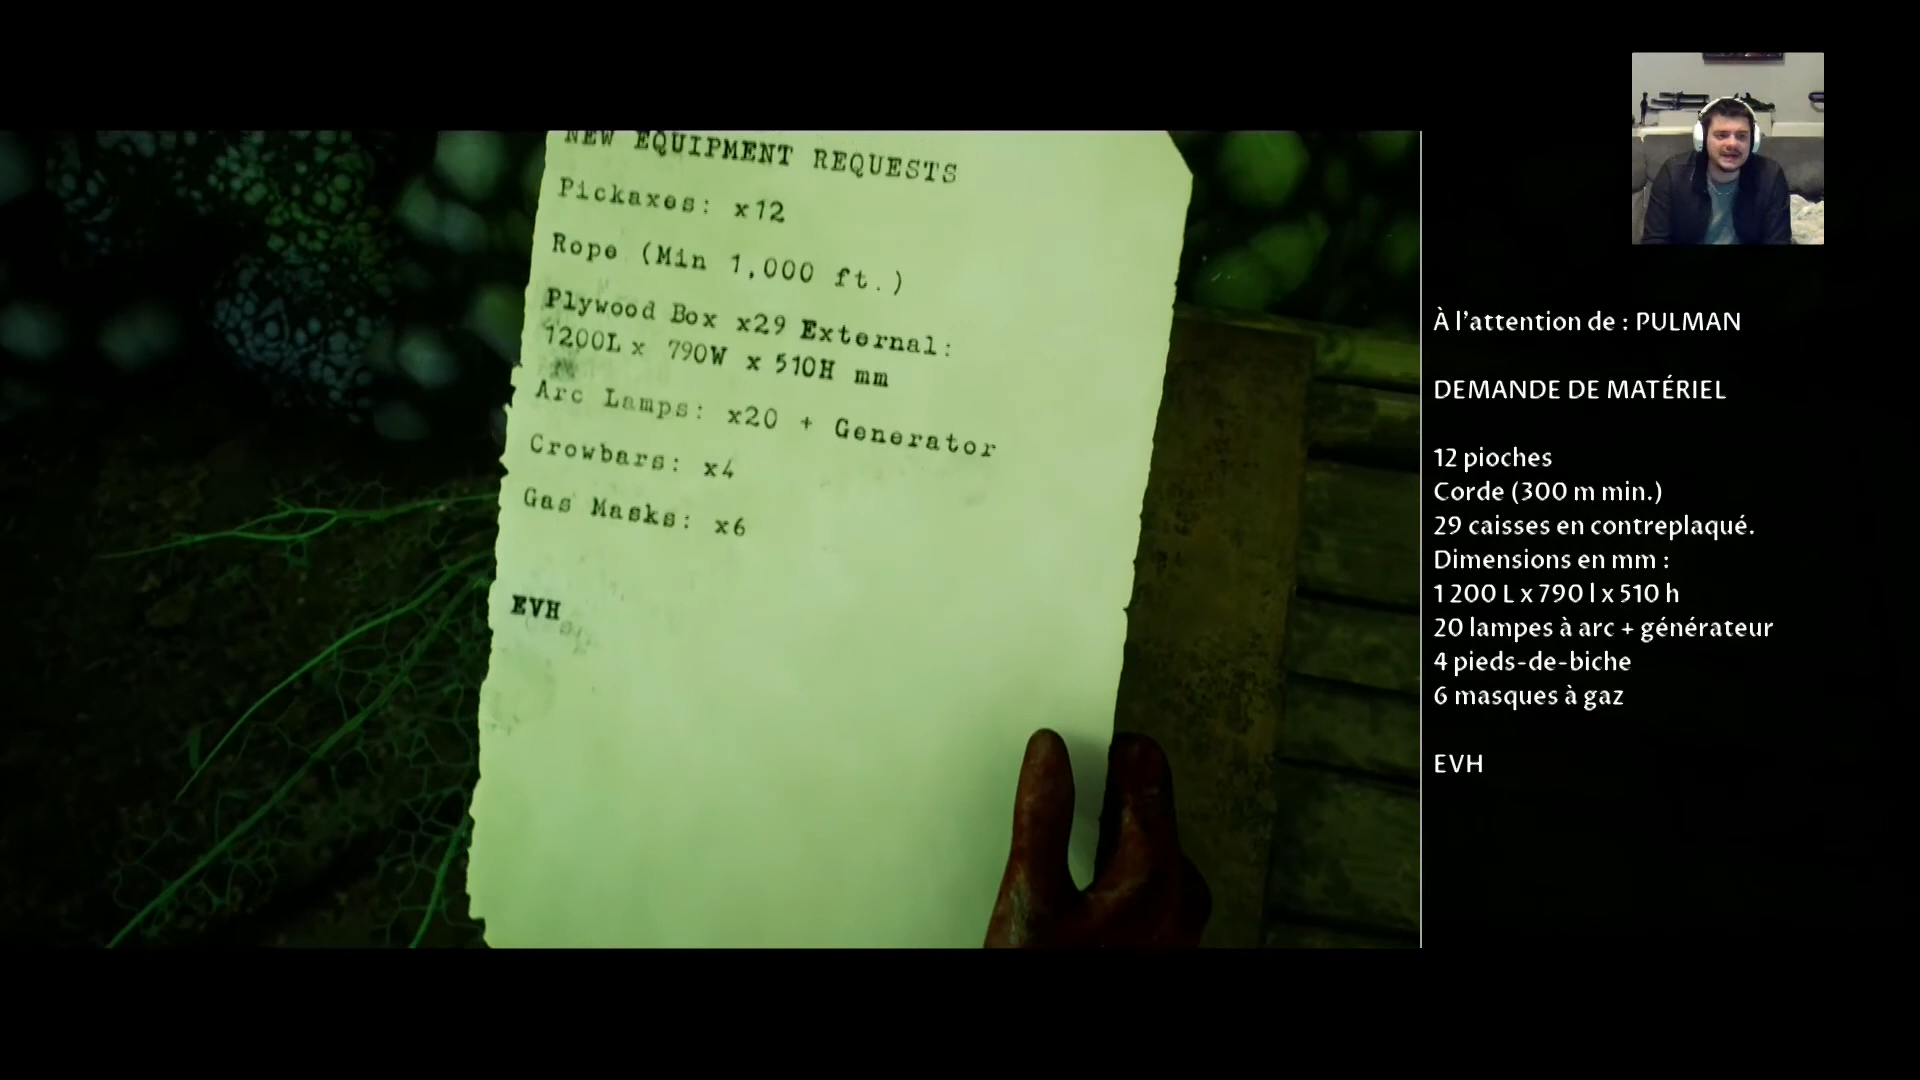 NEW EQUIPMENT REQUESTS
Pickaxes: x12
Rope (Min 1,000 ft.)
Plywood Box x29 External:
1200L x 790W x 510H mm
Arc Lamps: x20 + Generator
Crowbars: x4
Gas Masks: x6
EVH
À l'attention de : PULMAN
DEMANDE DE MATÉRIEL
12 pioches
Corde (300 m min.)
29 caisses en contreplaqué.
Dimensions en mm :
1 200 L x 790 l x 510 h
20 lampes à arc + générateur
4 pieds-de-biche
6 masques à gaz
EVH